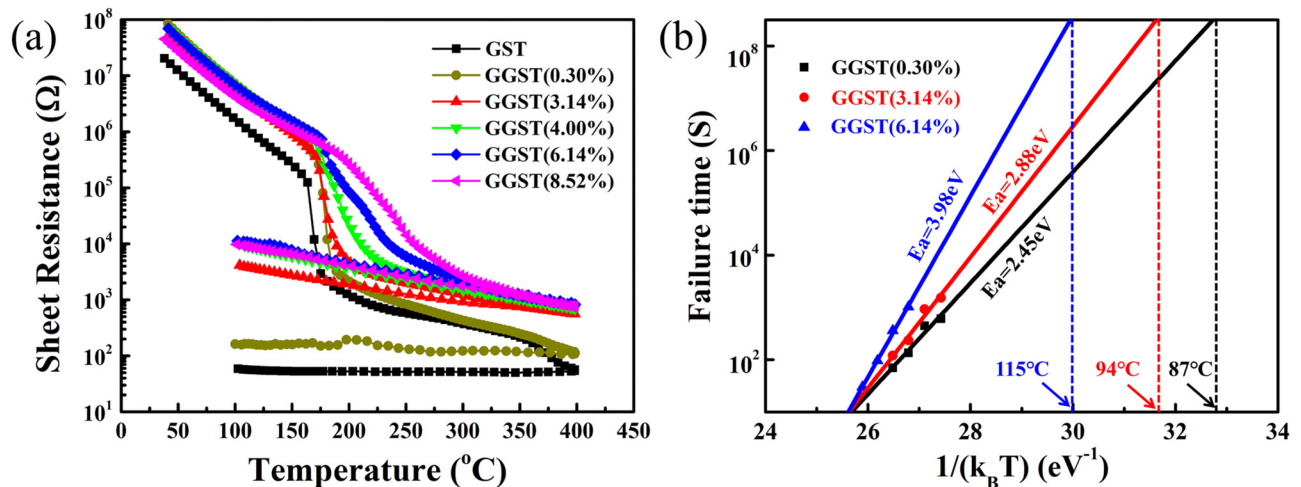 (a)
10^8
10^7
10^6
10^5
10^4
10^3
10^2
10^1
0 50 100 150 200 250 300 350 400 450
Sheet Resistance (Ω)
Temperature (°C)
GST
GGST(0.30%)
GGST(3.14%)
GGST(4.00%)
GGST(6.14%)
GGST(8.52%)
(b)
10^8
10^6
10^4
10^2
24 26 28 30 32 34
Failure time (S)
1/(k_BT) (eV^-1)
GGST(0.30%)
GGST(3.14%)
GGST(6.14%)
Ea=3.98eV
Ea=2.88eV
Ea=2.45eV
115°C
94°C
87°C